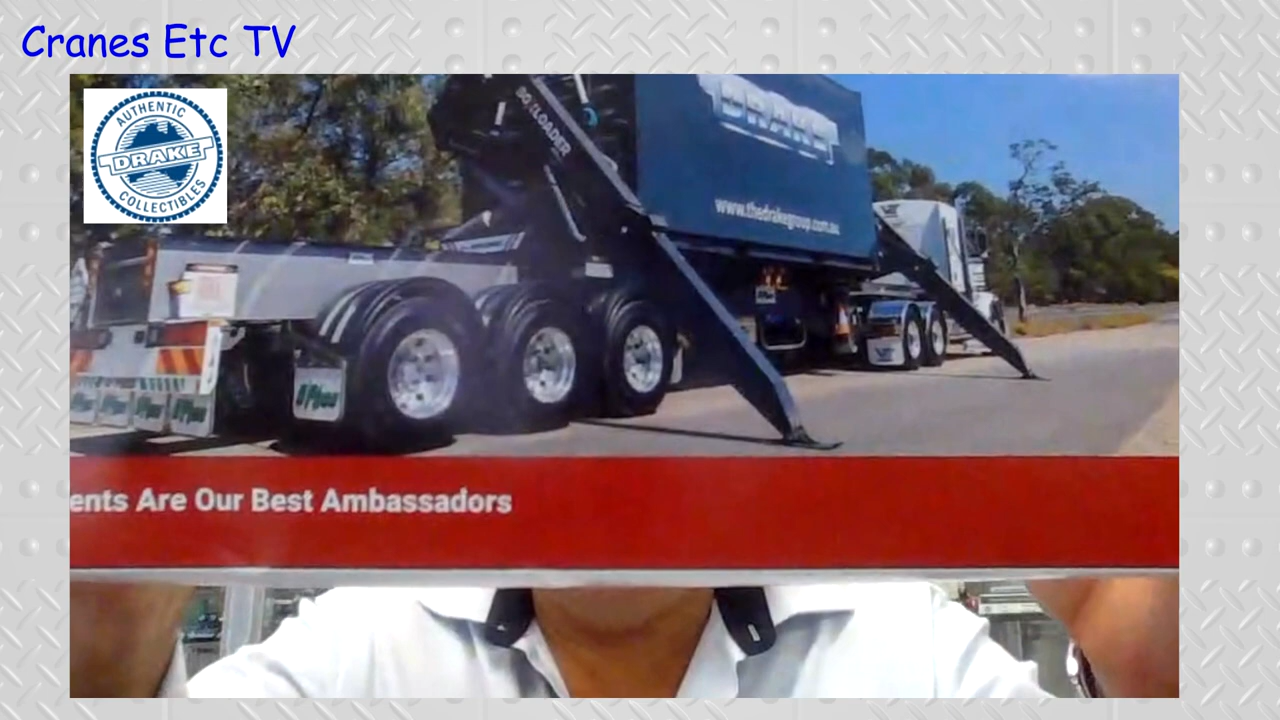 Cranes Etc TV
AUTHENTIC
DRAKE
COLLECTIBLES
BOXLOADER
DRAKE
www.thedrakegroup.com.au
ents Are Our Best Ambassadors